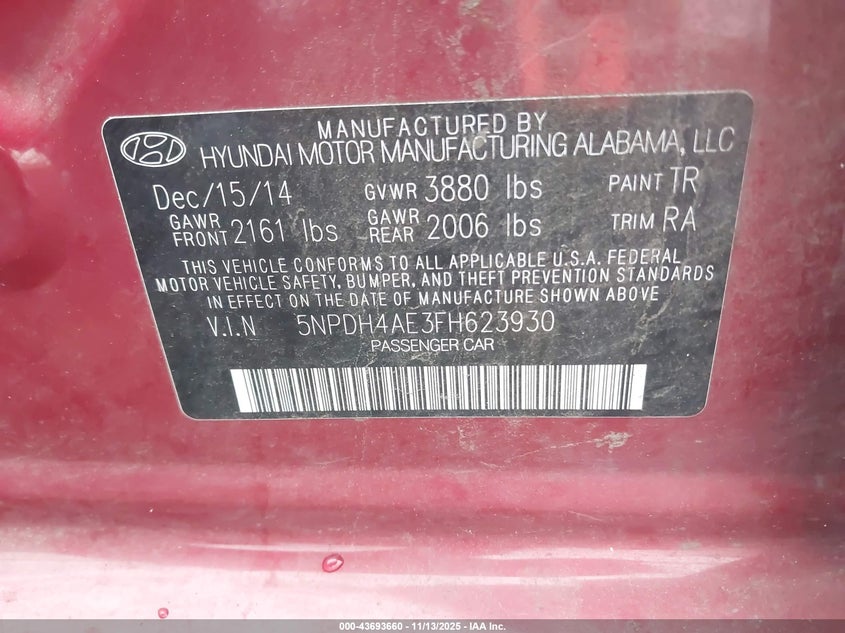 MANUFACTURED BY
HYUNDAI MOTOR MANUFACTURING ALABAMA, LLC
Dec/15/14 GVWR 3880 lbs PAINT TR
GAWR FRONT 2161 lbs GAWR REAR 2006 lbs TRIM RA
THIS VEHICLE CONFORMS TO ALL APPLICABLE U.S.A. FEDERAL
MOTOR VEHICLE SAFETY, BUMPER, AND THEFT PREVENTION STANDARDS
IN EFFECT ON THE DATE OF MANUFACTURE SHOWN ABOVE
V.I.N 5NPDH4AE3FH623930
PASSENGER CAR
000-43693660 - 11/13/2025 - IAA Inc.